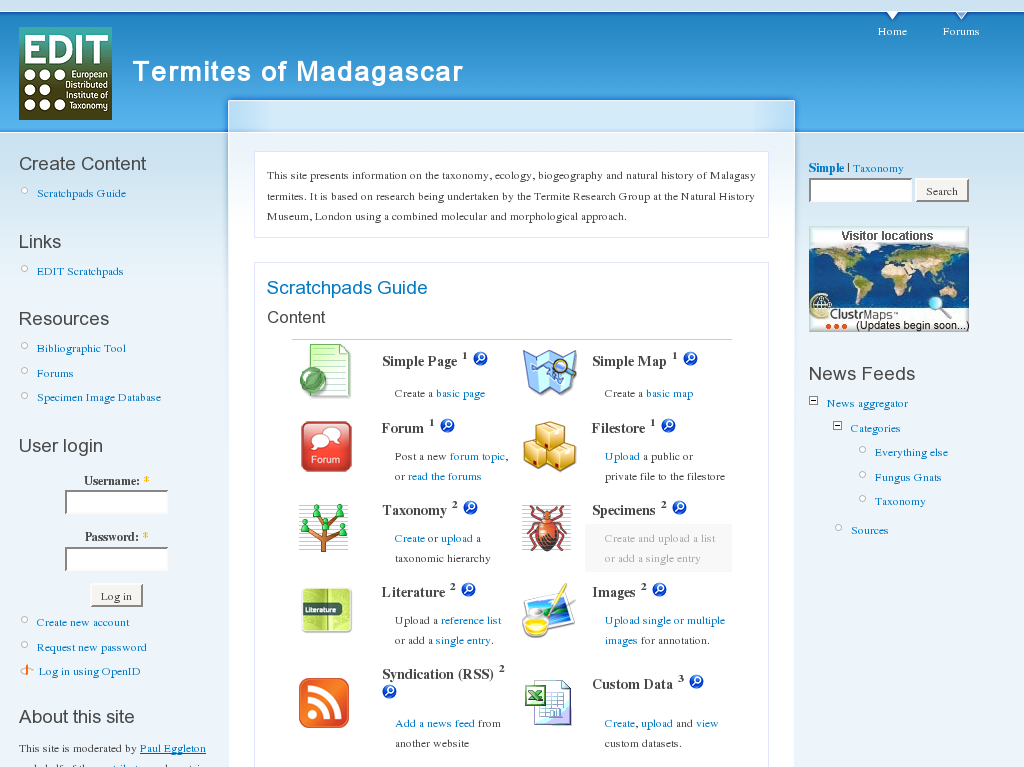 Home
Forums
EDIT
European
Distributed
Institute of
Taxonomy
Termites of Madagascar
Create Content
Scratchpads Guide
Links
EDIT Scratchpads
Resources
Bibliographic Tool
Forums
Specimen Image Database
User login
Username: *
Password: *
Log in
Create new account
Request new password
Log in using OpenID
About this site
This site is moderated by Paul Eggleton
This site presents information on the taxonomy, ecology, biogeography and natural history of Malagasy
termites. It is based on research being undertaken by the Termite Research Group at the Natural History
Museum, London using a combined molecular and morphological approach.
Scratchpads Guide
Content
Simple Page 1
Create a basic page
Simple Map 1
Create a basic map
Forum
Forum 1
Post a new forum topic,
or read the forums
Filestore 1
Upload a public or
private file to the filestore
Taxonomy 2
Create or upload a
taxonomic hierarchy
Specimens 2
Create and upload a list
or add a single entry
Literature
Literature 2
Upload a reference list
or add a single entry.
Images 2
Upload single or multiple
images for annotation.
Syndication (RSS) 2
Add a news feed from
another website
Custom Data 3
Create, upload and view
custom datasets.
Simple | Taxonomy
Search
Visitor locations
ClustrMaps™
(Updates begin soon...)
News Feeds
News aggregator
Categories
Everything else
Fungus Gnats
Taxonomy
Sources